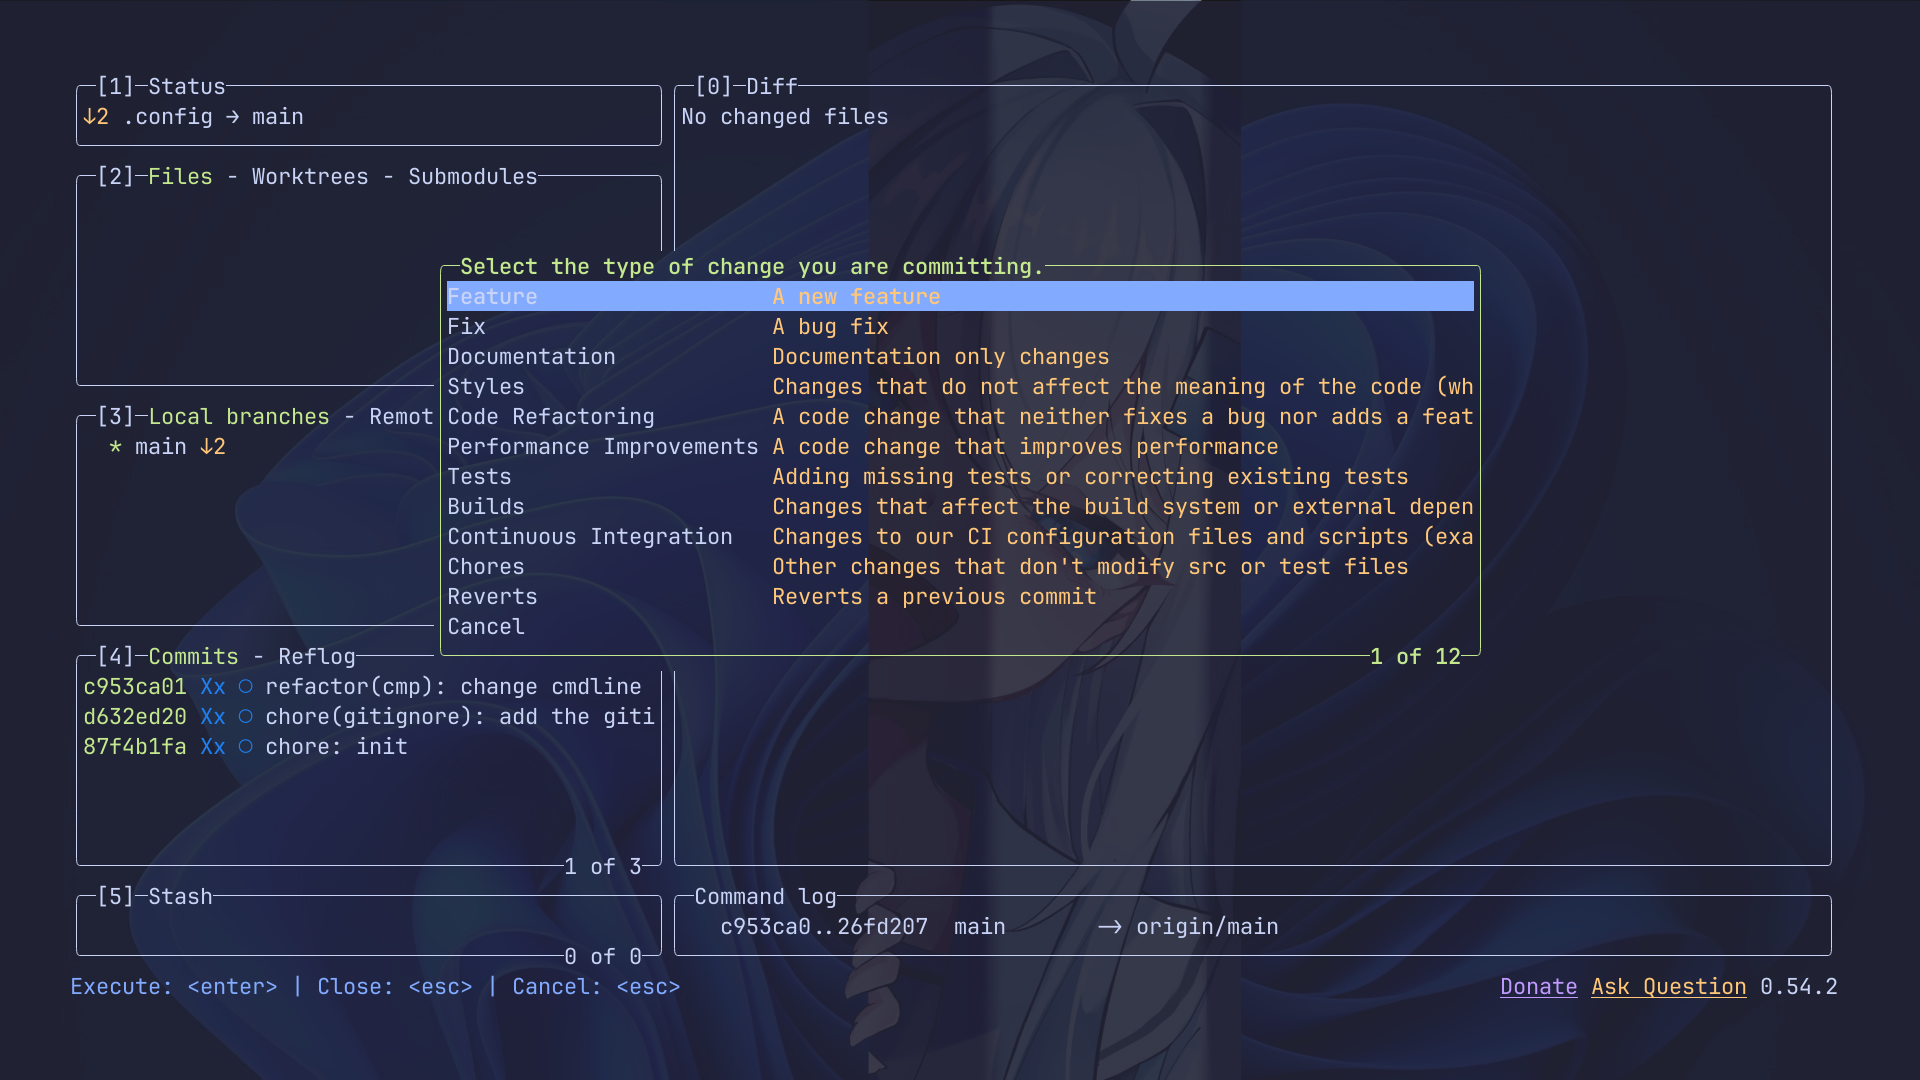 [1] Status
↓2 .config → main
[2] Files - Worktrees - Submodules
[3] Local branches - Remot
* main ↓2
[4] Commits - Reflog
c953ca01 Xx ○ refactor(cmp): change cmdline
d632ed20 Xx ○ chore(gitignore): add the giti
87f4b1fa Xx ○ chore: init
1 of 3
[5] Stash
0 of 0
[0] Diff
No changed files
Select the type of change you are committing.
Feature A new feature
Fix A bug fix
Documentation Documentation only changes
Styles Changes that do not affect the meaning of the code (wh
Code Refactoring A code change that neither fixes a bug nor adds a feat
Performance Improvements A code change that improves performance
Tests Adding missing tests or correcting existing tests
Builds Changes that affect the build system or external depen
Continuous Integration Changes to our CI configuration files and scripts (exa
Chores Other changes that don't modify src or test files
Reverts Reverts a previous commit
Cancel
1 of 12
Command log
c953ca0..26fd207 main → origin/main
Execute: <enter> | Close: <esc> | Cancel: <esc>
Donate Ask Question 0.54.2